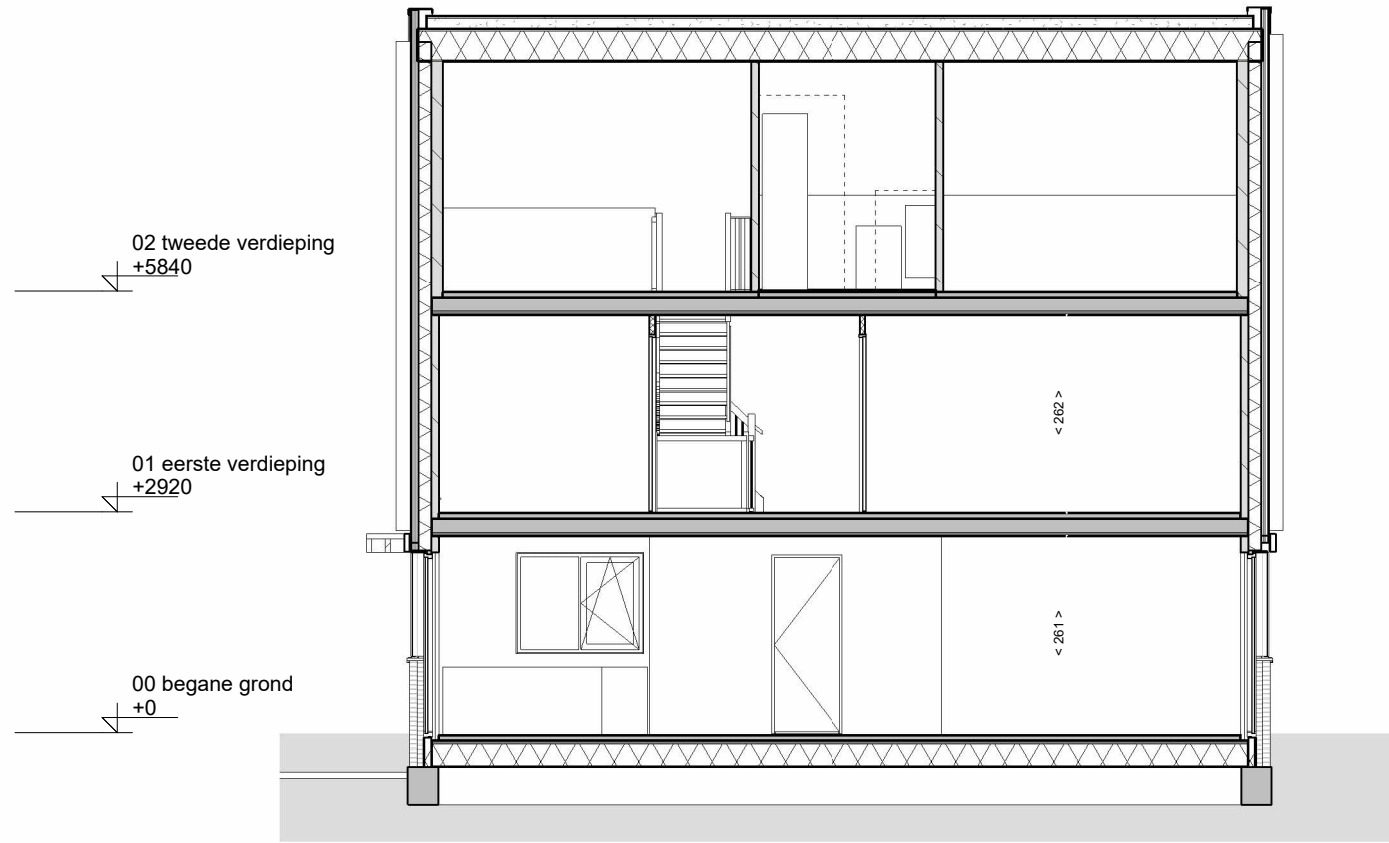 02 tweede verdieping
+5840
< 262 >
01 eerste verdieping
+2920
< 261 >
00 begane grond
+0